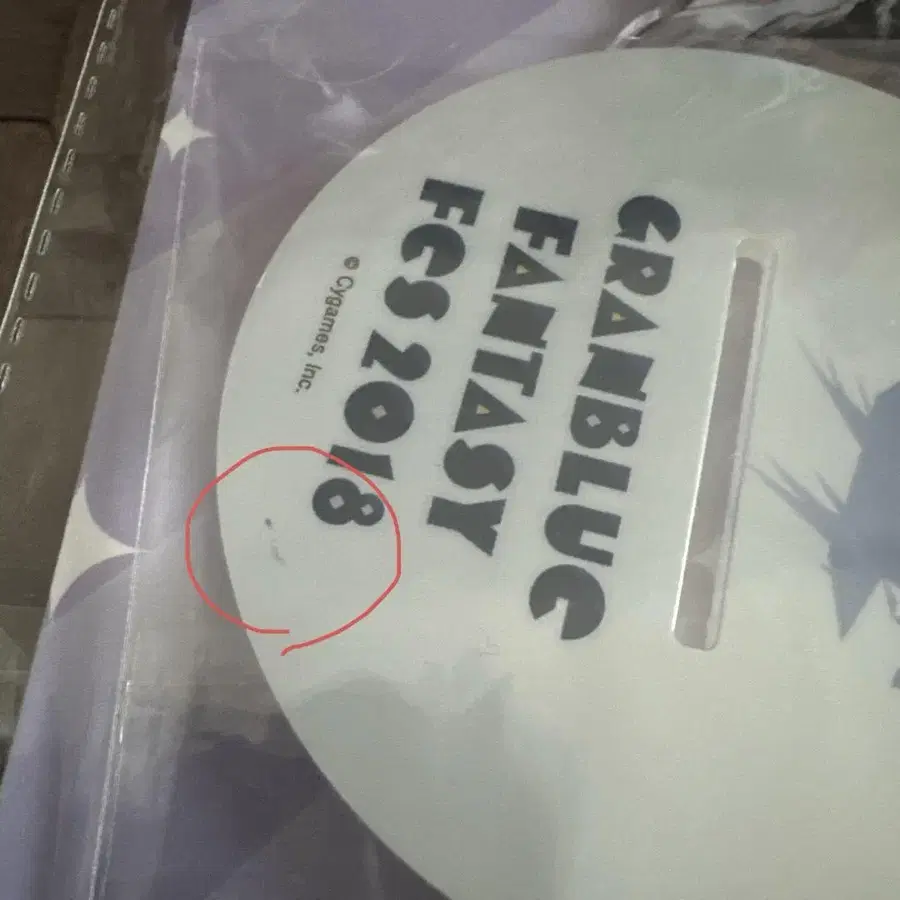 GRANBLUE
FANTASY
FES 2018
© Cygames, Inc.